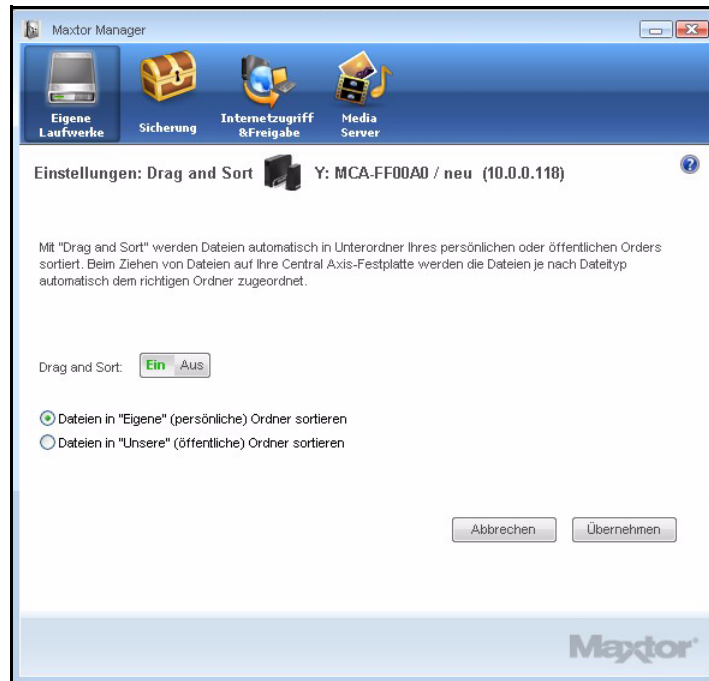 Maxtor Manager
Eigene Laufwerke
Sicherung
Internetzugriff &Freigabe
Media Server
Einstellungen: Drag and Sort Y: MCA-FF00A0 / neu (10.0.0.118)
Mit "Drag and Sort" werden Dateien automatisch in Unterordner Ihres persönlichen oder öffentlichen Orders
sortiert. Beim Ziehen von Dateien auf Ihre Central Axis-Festplatte werden die Dateien je nach Dateityp
automatisch dem richtigen Ordner zugeordnet.
Drag and Sort: Ein Aus
Dateien in "Eigene" (persönliche) Ordner sortieren
Dateien in "Unsere" (öffentliche) Ordner sortieren
Abbrechen Übernehmen
Maxtor